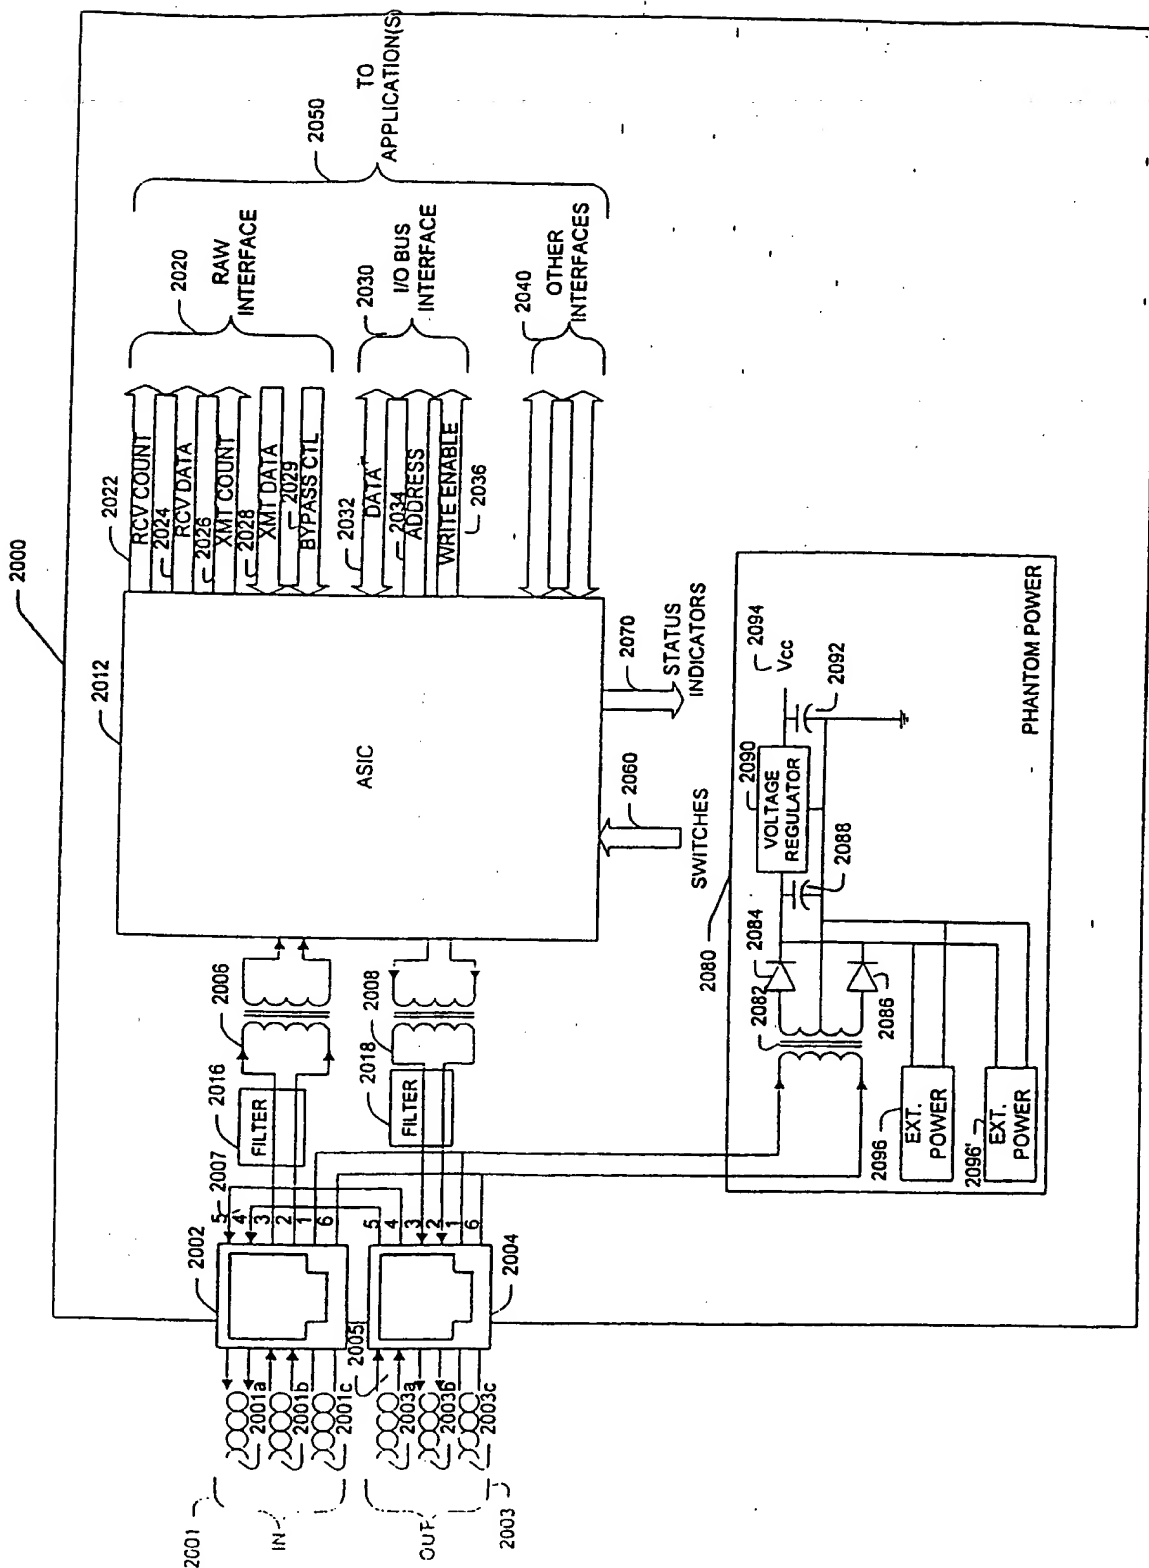 2000
2012
ASIC
2022
RCV COUNT
2024
RCV DATA
2026
XMT COUNT
2028
XMT DATA
2029
BYPASS CTL
2020
RAW
INTERFACE
2032
DATA
2034
ADDRESS
WRITE ENABLE
2036
2030
I/O BUS
INTERFACE
2040
OTHER
INTERFACES
2050
TO
APPLICATION(S)
2060
SWITCHES
2070
STATUS
INDICATORS
2001
IN
2001a
2001b
2001c
2002
5
4
3
2
1
6
2007
2016
FILTER
2006
2003
OUT
2003a
2003b
2003c
2005
2004
5
4
3
2
1
6
2018
FILTER
2008
2080
2082
2084
2086
2088
2090
VOLTAGE
REGULATOR
2092
2094
Vcc
2096
EXT.
POWER
2096'
EXT.
POWER
PHANTOM POWER